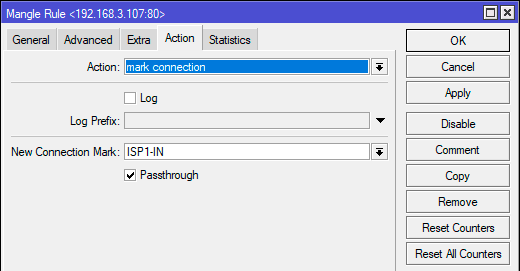 Mangle Rule <192.168.3.107:80>
General Advanced Extra Action Statistics
OK
Action: mark connection
Cancel
Log
Apply
Log Prefix:
Disable
New Connection Mark: ISP1-IN
Comment
Passthrough
Copy
Remove
Reset Counters
Reset All Counters